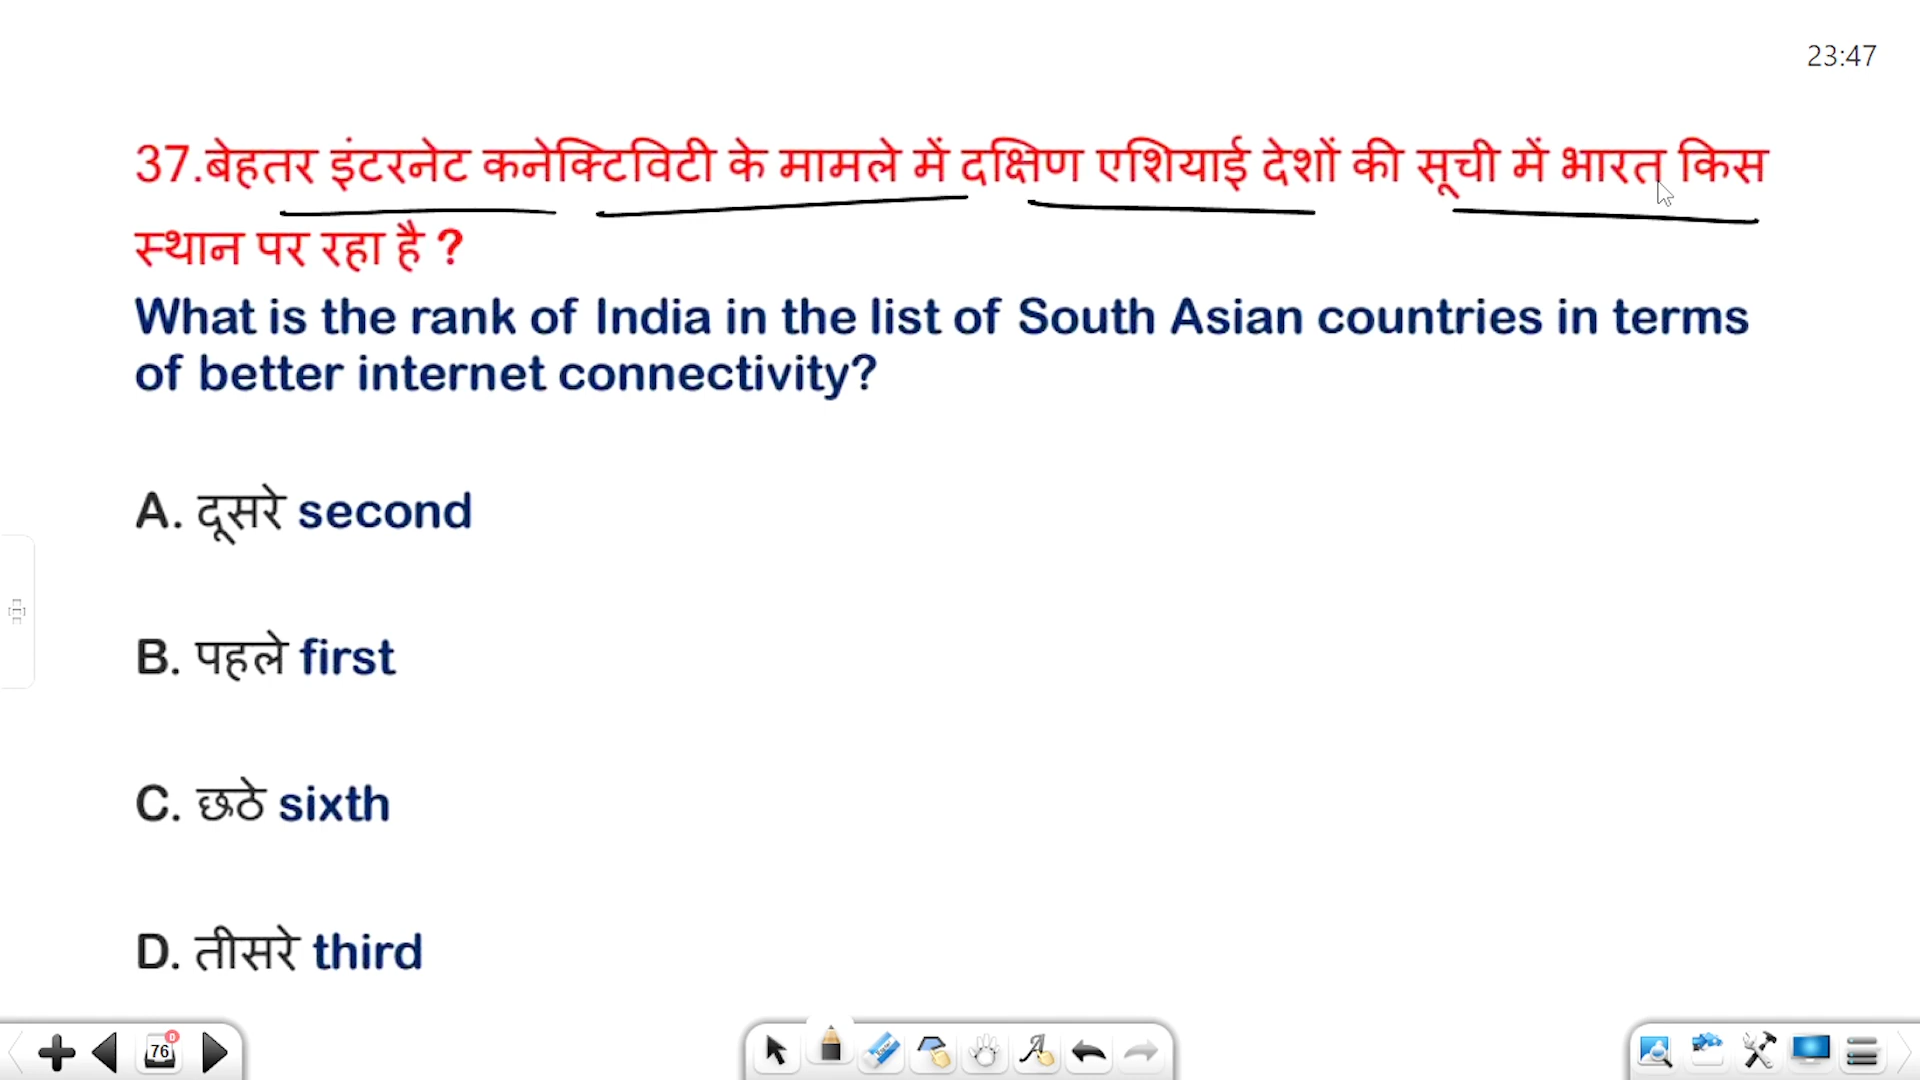 23:47
37.बेहतर इंटरनेट कनेक्टिविटी के मामले में दक्षिण एशियाई देशों की सूची में भारत किस
स्थान पर रहा है ?
What is the rank of India in the list of South Asian countries in terms
of better internet connectivity?
A. दूसरे second
B. पहले first
C. छठे sixth
D. तीसरे third
76